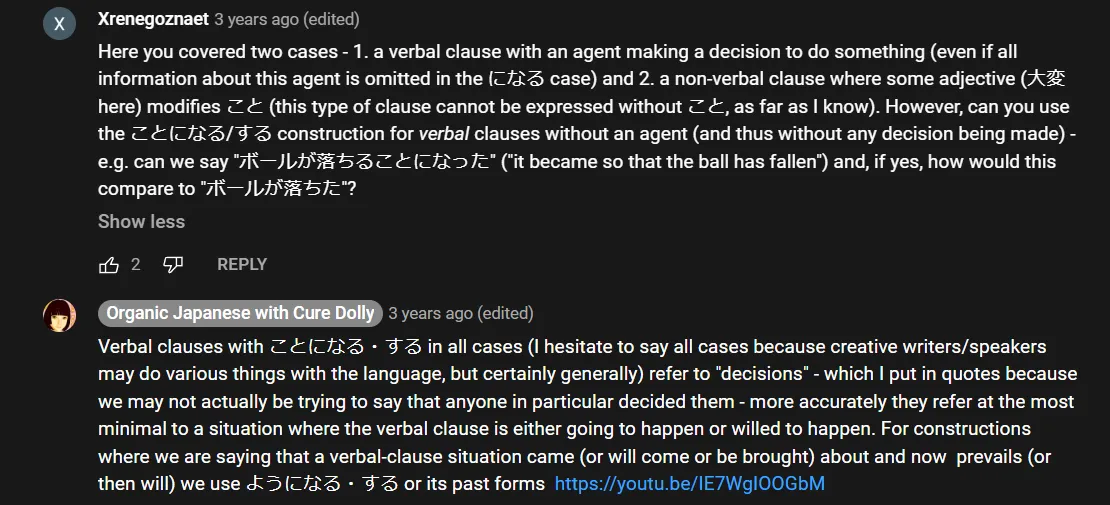 X
Xrenegoznaet 3 years ago (edited)
Here you covered two cases - 1. a verbal clause with an agent making a decision to do something (even if all
information about this agent is omitted in the になる case) and 2. a non-verbal clause where some adjective (大変
here) modifies こと (this type of clause cannot be expressed without こと, as far as I know). However, can you use
the ことになる/する construction for verbal clauses without an agent (and thus without any decision being made) -
e.g. can we say "ボールが落ちることになった" ("it became so that the ball has fallen") and, if yes, how would this
compare to "ボールが落ちた"?
Show less
2 REPLY
Organic Japanese with Cure Dolly 3 years ago (edited)
Verbal clauses with ことになる・する in all cases (I hesitate to say all cases because creative writers/speakers
may do various things with the language, but certainly generally) refer to "decisions" - which I put in quotes because
we may not actually be trying to say that anyone in particular decided them - more accurately they refer at the most
minimal to a situation where the verbal clause is either going to happen or willed to happen. For constructions
where we are saying that a verbal-clause situation came (or will come or be brought) about and now  prevails (or
then will) we use ようになる・する or its past forms  https://youtu.be/IE7WgIOOGbM